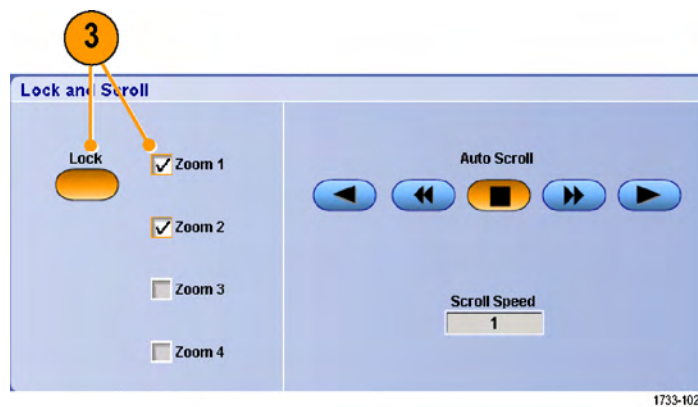 3
Lock and Scroll
Lock
Zoom 1
Zoom 2
Zoom 3
Zoom 4
Auto Scroll
Scroll Speed
1
1733-102